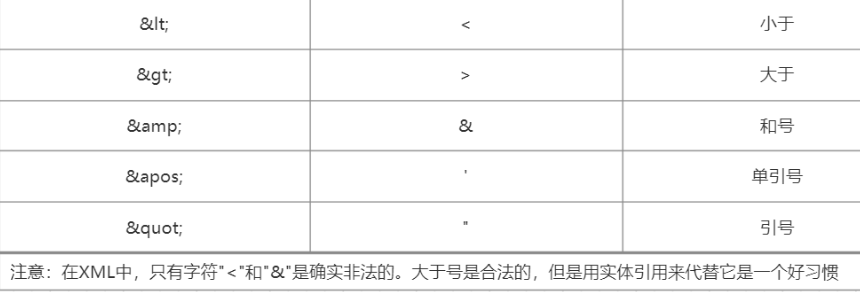 &lt; < 小于
&gt; > 大于
&amp; & 和号
&apos; ' 单引号
&quot; " 引号
注意：在XML中，只有字符"<"和"&"是确实非法的。大于号是合法的，但是用实体引用来代替它是一个好习惯